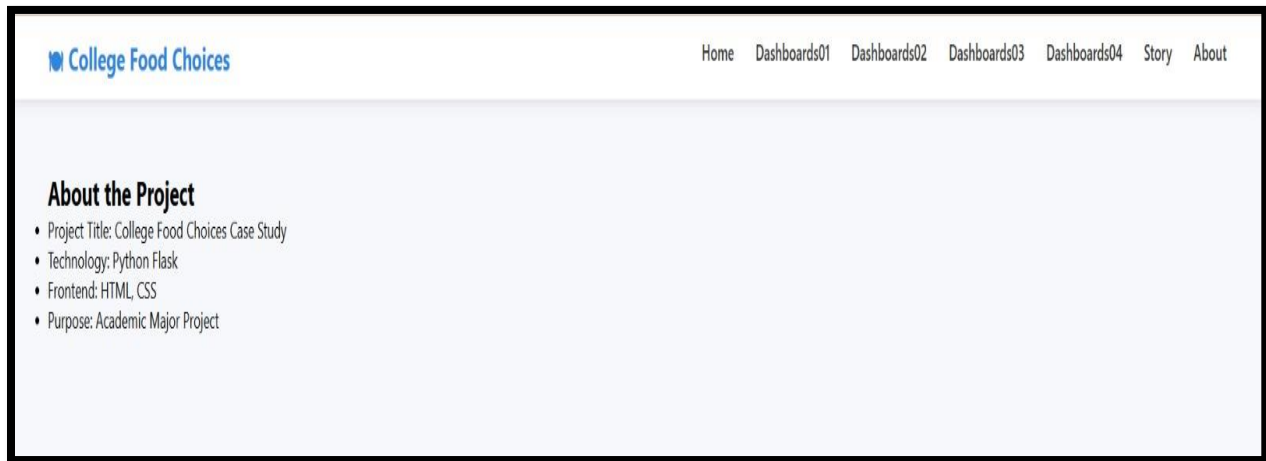 🍽 College Food Choices
Home Dashboards01 Dashboards02 Dashboards03 Dashboards04 Story About
About the Project
• Project Title: College Food Choices Case Study
• Technology: Python Flask
• Frontend: HTML, CSS
• Purpose: Academic Major Project